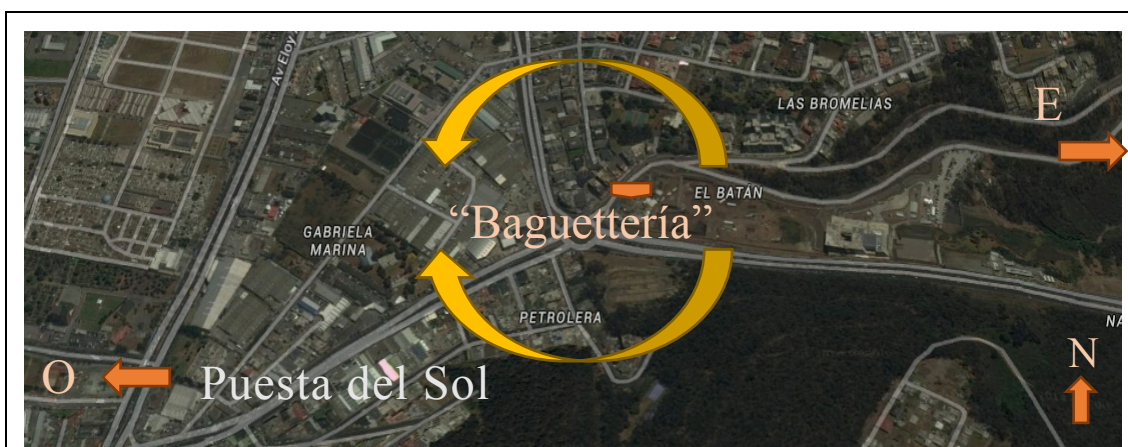 Av Eloy A
LAS BROMELIAS
E
EL BATÁN
GABRIELA
MARINA
“Baguettería”
PETROLERA
NA
N
O
Puesta del Sol